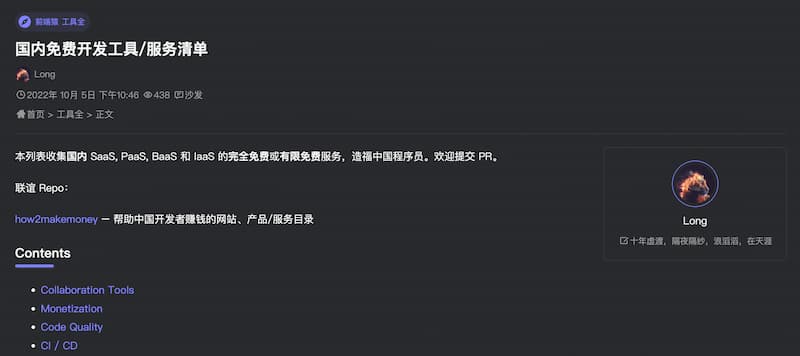 前端猿 工具全
国内免费开发工具/服务清单
Long
2022年 10月 5日 下午10:46 438 沙发
首页 > 工具全 > 正文
本列表收集国内 SaaS, PaaS, BaaS 和 IaaS 的完全免费或有限免费服务，造福中国程序员。欢迎提交 PR。
联谊 Repo：
how2makemoney — 帮助中国开发者赚钱的网站、产品/服务目录
Contents
Collaboration Tools
Monetization
Code Quality
CI / CD
Long
十年虚渡，隔夜隔纱，浪滔滔，在天涯